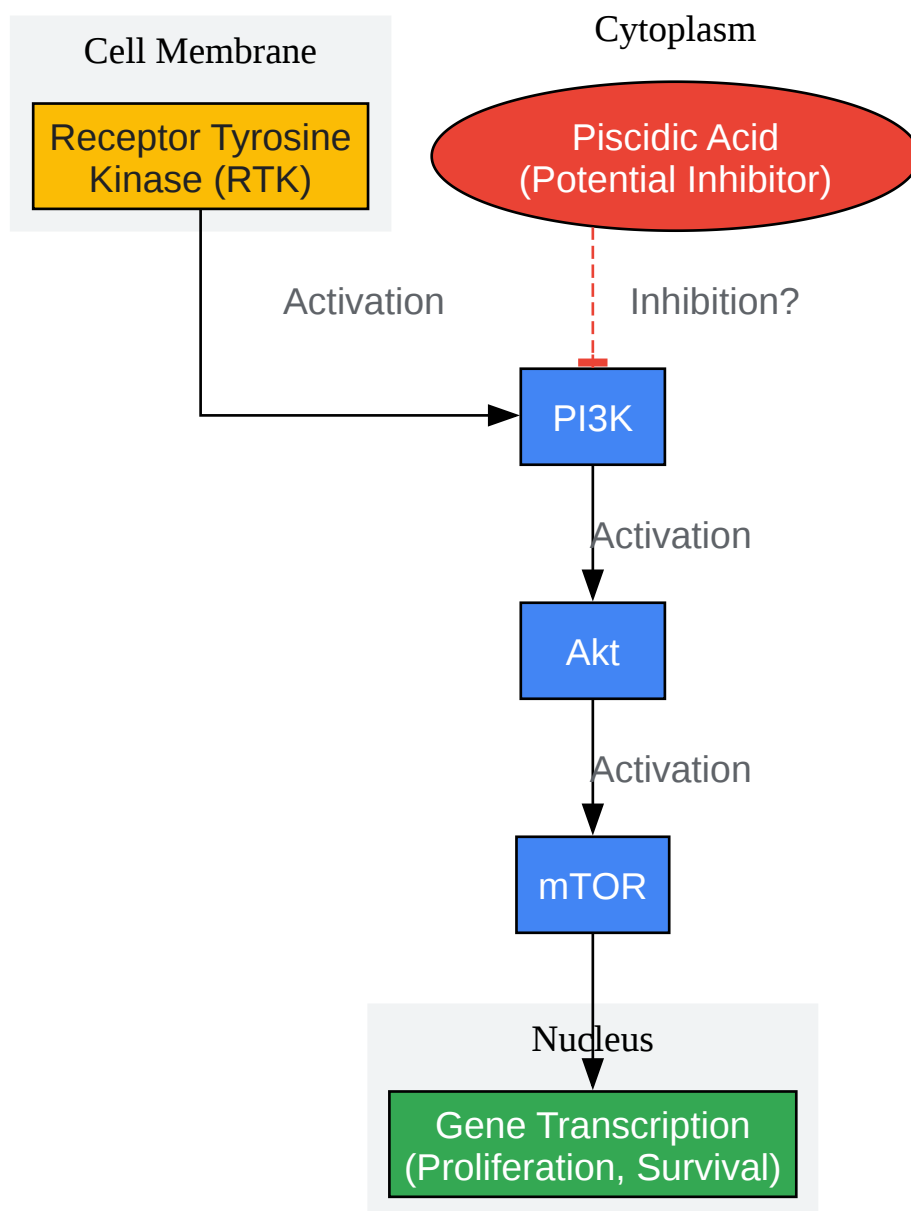 Cell Membrane
Cytoplasm
Receptor Tyrosine
Kinase (RTK)
Piscidic Acid
(Potential Inhibitor)
Activation
Inhibition?
PI3K
Activation
Akt
Activation
mTOR
Nucleus
Gene Transcription
(Proliferation, Survival)